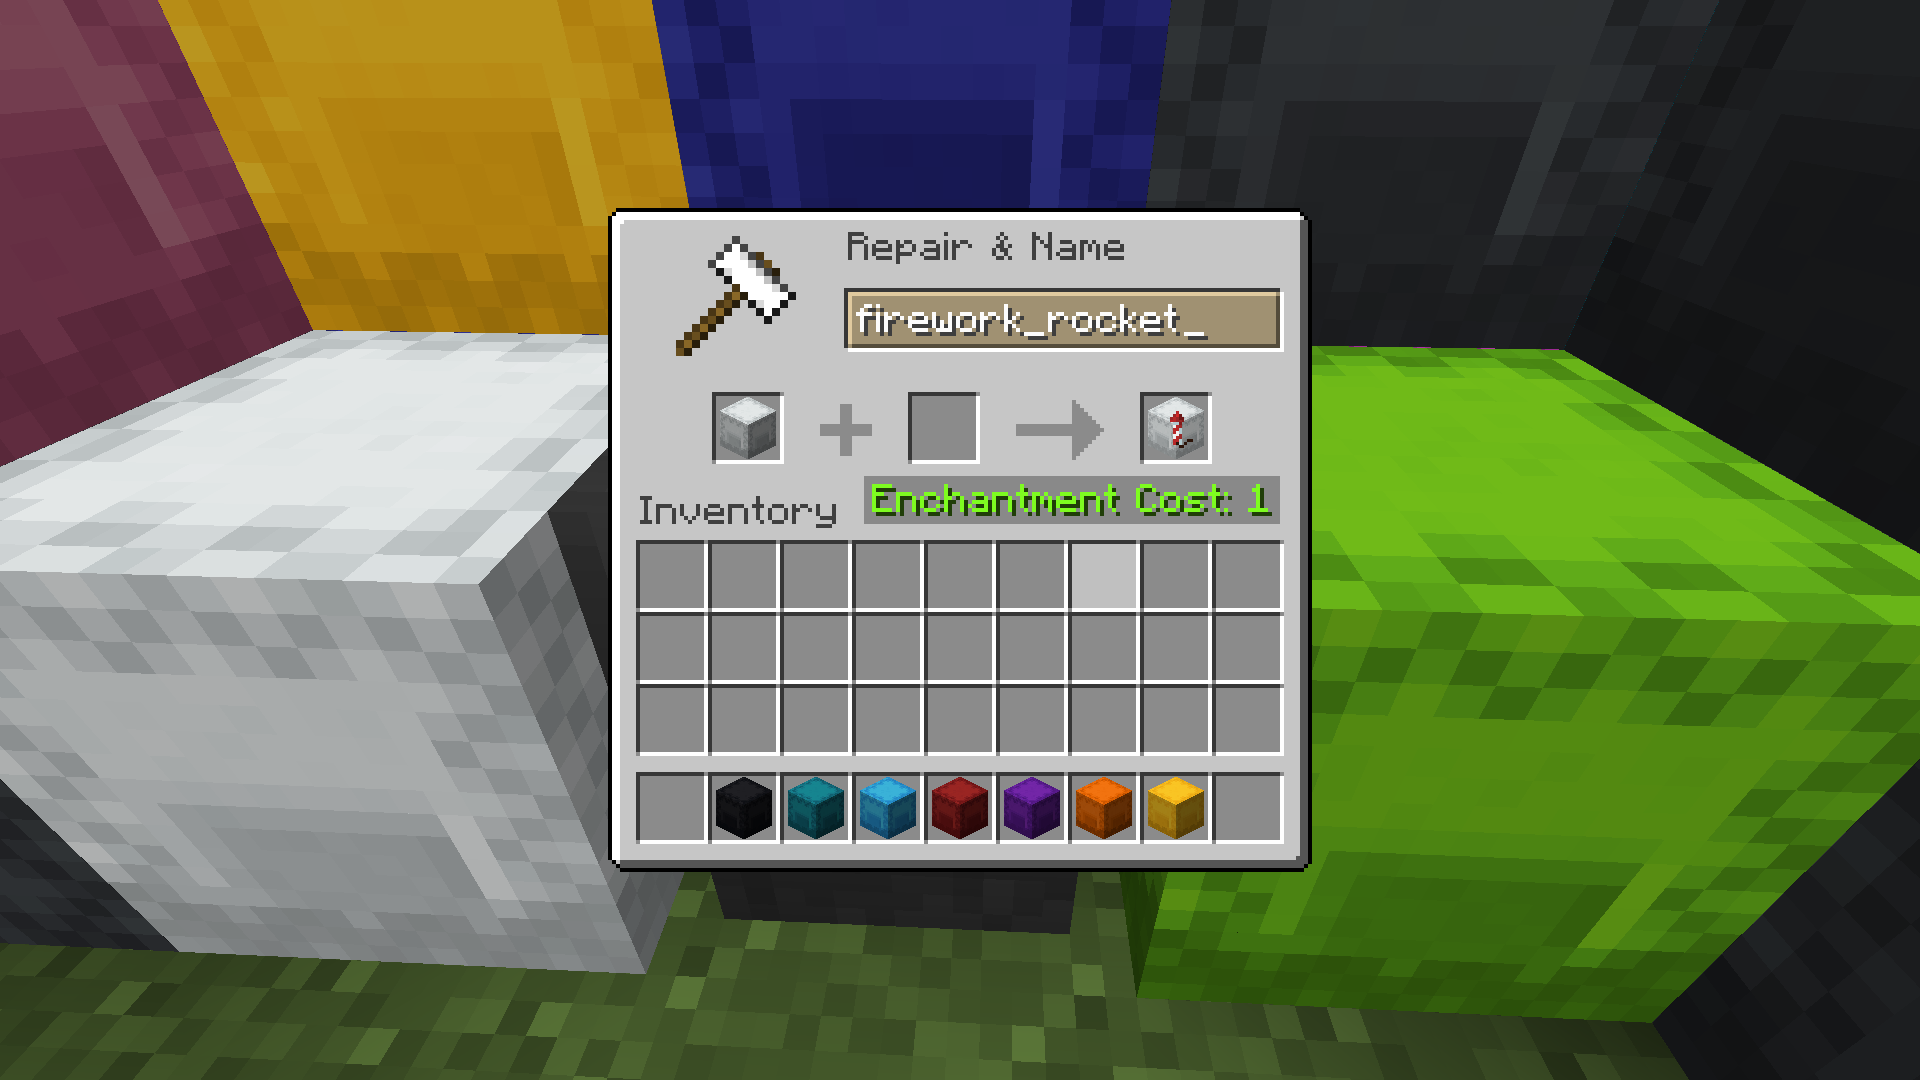 Repair & Name
firework_rocket_
Enchantment Cost: 1
Inventory